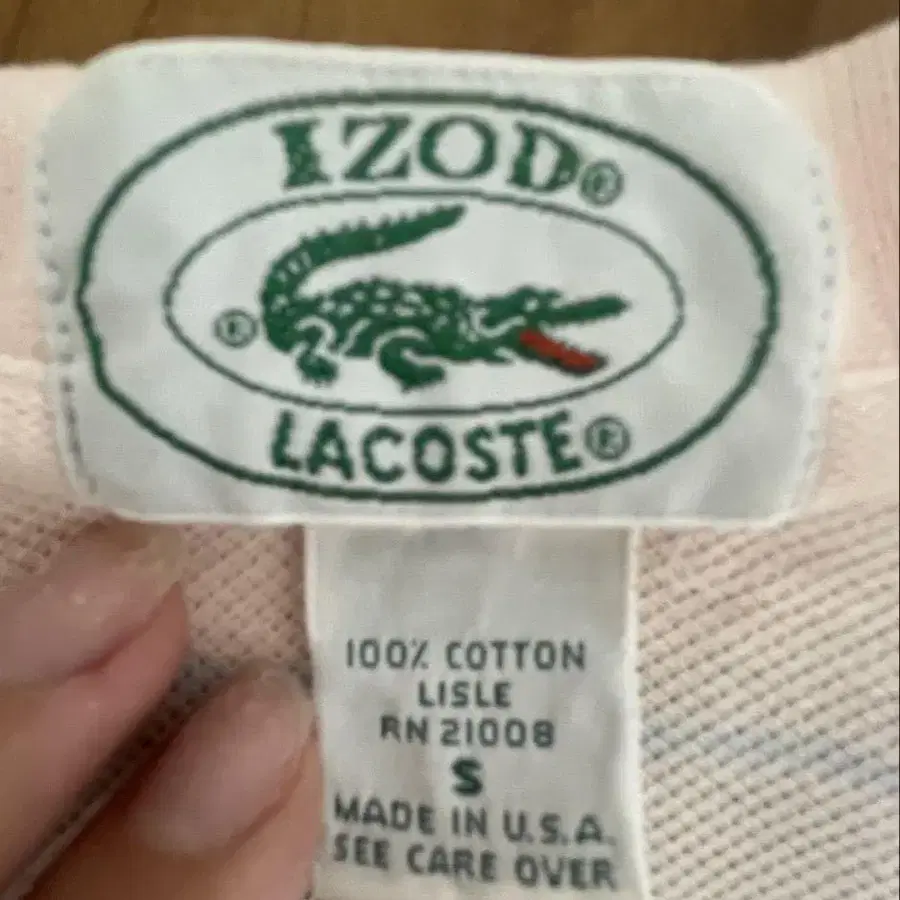 IZOD®
®
LACOSTE®
100% COTTON
LISLE
RN 21008
S
MADE IN U.S.A.
SEE CARE OVER